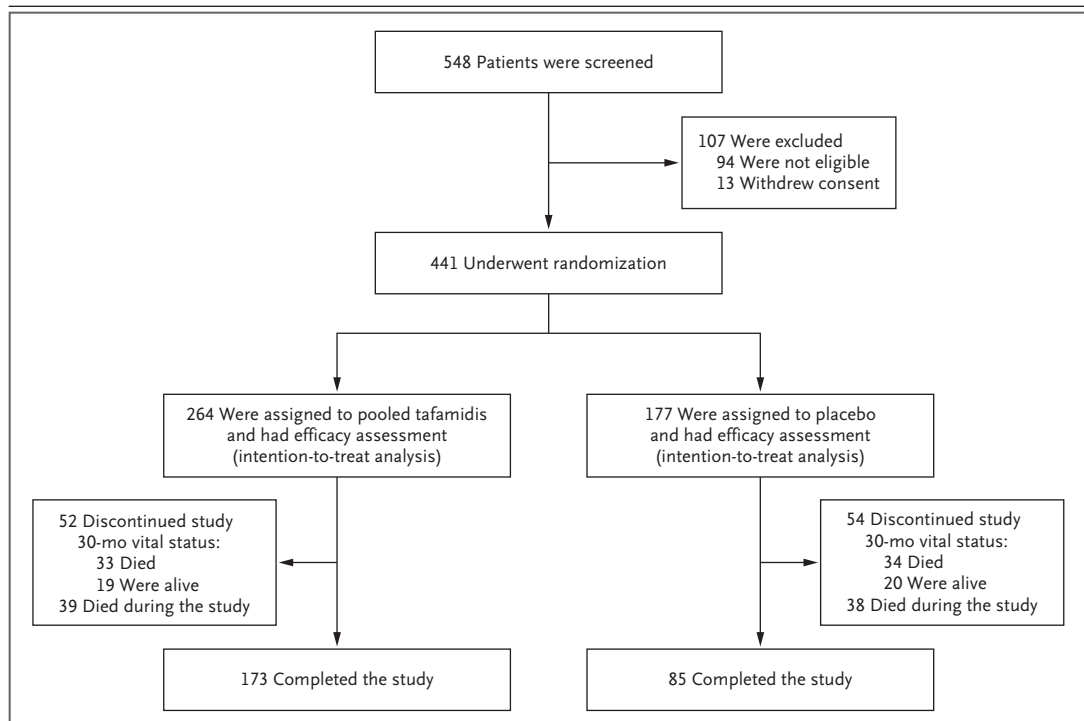 548 Patients were screened
107 Were excluded
94 Were not eligible
13 Withdrew consent
441 Underwent randomization
264 Were assigned to pooled tafamidis
and had efficacy assessment
(intention-to-treat analysis)
177 Were assigned to placebo
and had efficacy assessment
(intention-to-treat analysis)
52 Discontinued study
30-mo vital status:
33 Died
19 Were alive
39 Died during the study
54 Discontinued study
30-mo vital status:
34 Died
20 Were alive
38 Died during the study
173 Completed the study
85 Completed the study